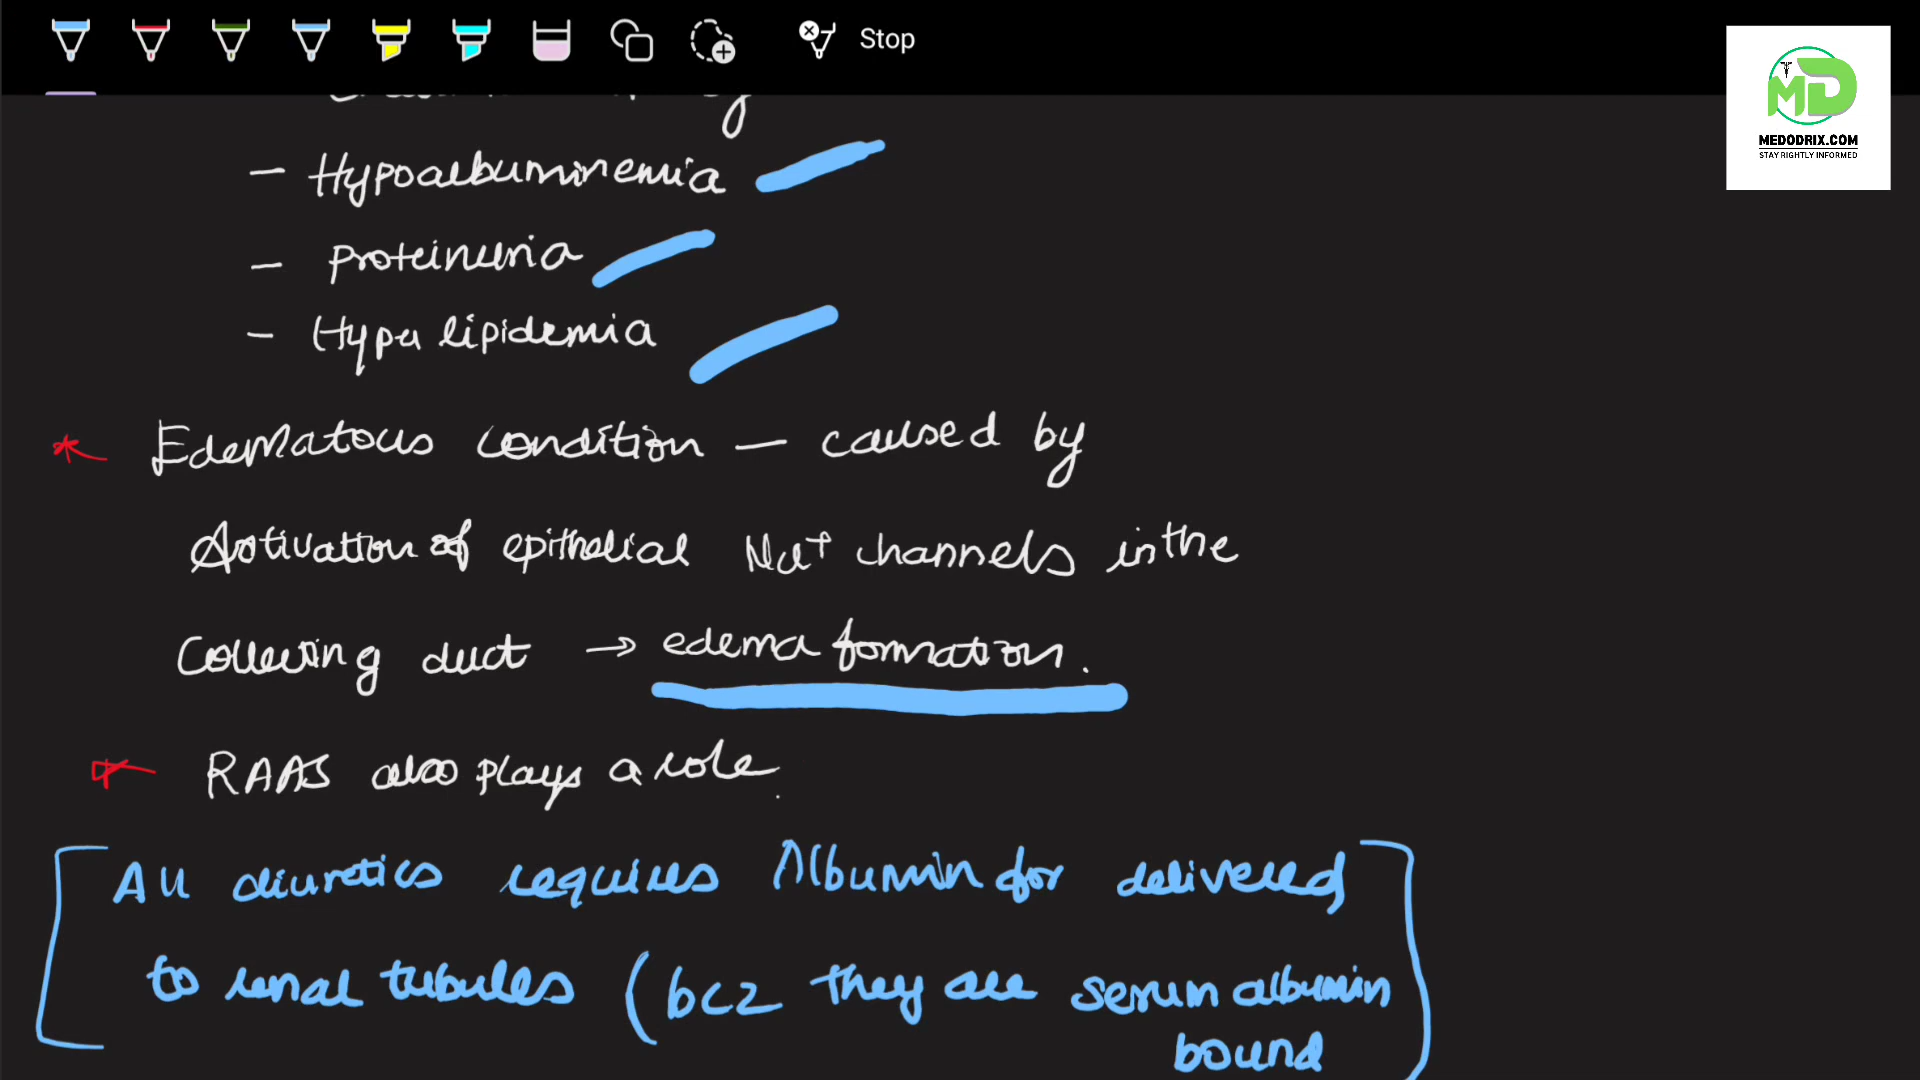 Stop
MD
MEDODRIX.COM
STAY RIGHTLY INFORMED
- Hypoalbuminemia
- Proteinuria
- Hyper lipidemia
Edematous condition - caused by
Activation of epithelial Na+ channels in the
Collecting duct → edema formation.
RAAS also plays a role.
[All diuretics requires Albumin for delivered
to renal tubules (bcz they are serum albumin
bound]